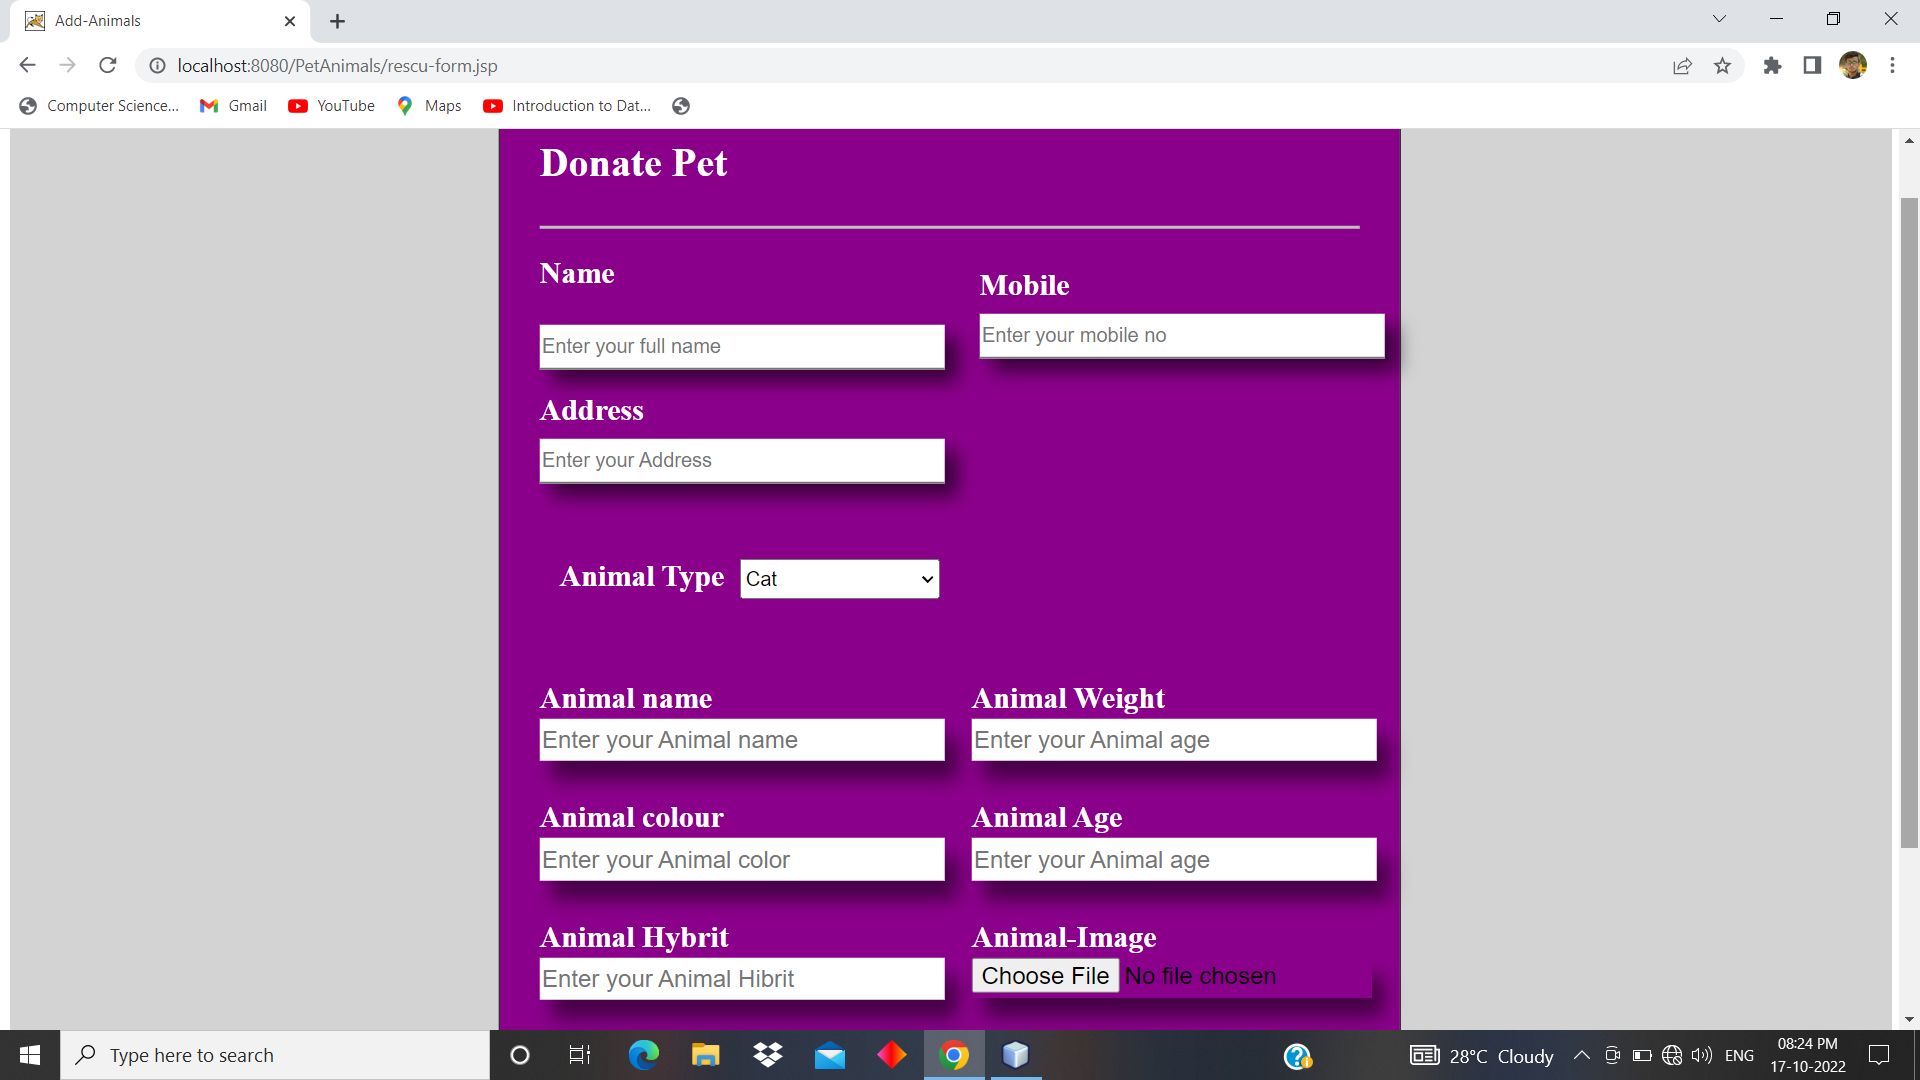 Add-Animals
localhost:8080/PetAnimals/rescu-form.jsp
Computer Science...
Gmail
YouTube
Maps
Introduction to Dat...
Donate Pet
Name
Mobile
Enter your full name
Enter your mobile no
Address
Enter your Address
Animal Type
Cat
Animal name
Animal Weight
Enter your Animal name
Enter your Animal age
Animal colour
Animal Age
Enter your Animal color
Enter your Animal age
Animal Hybrit
Animal-Image
Enter your Animal Hibrit
Choose File No file chosen
Type here to search
28°C Cloudy
ENG
08:24 PM
17-10-2022